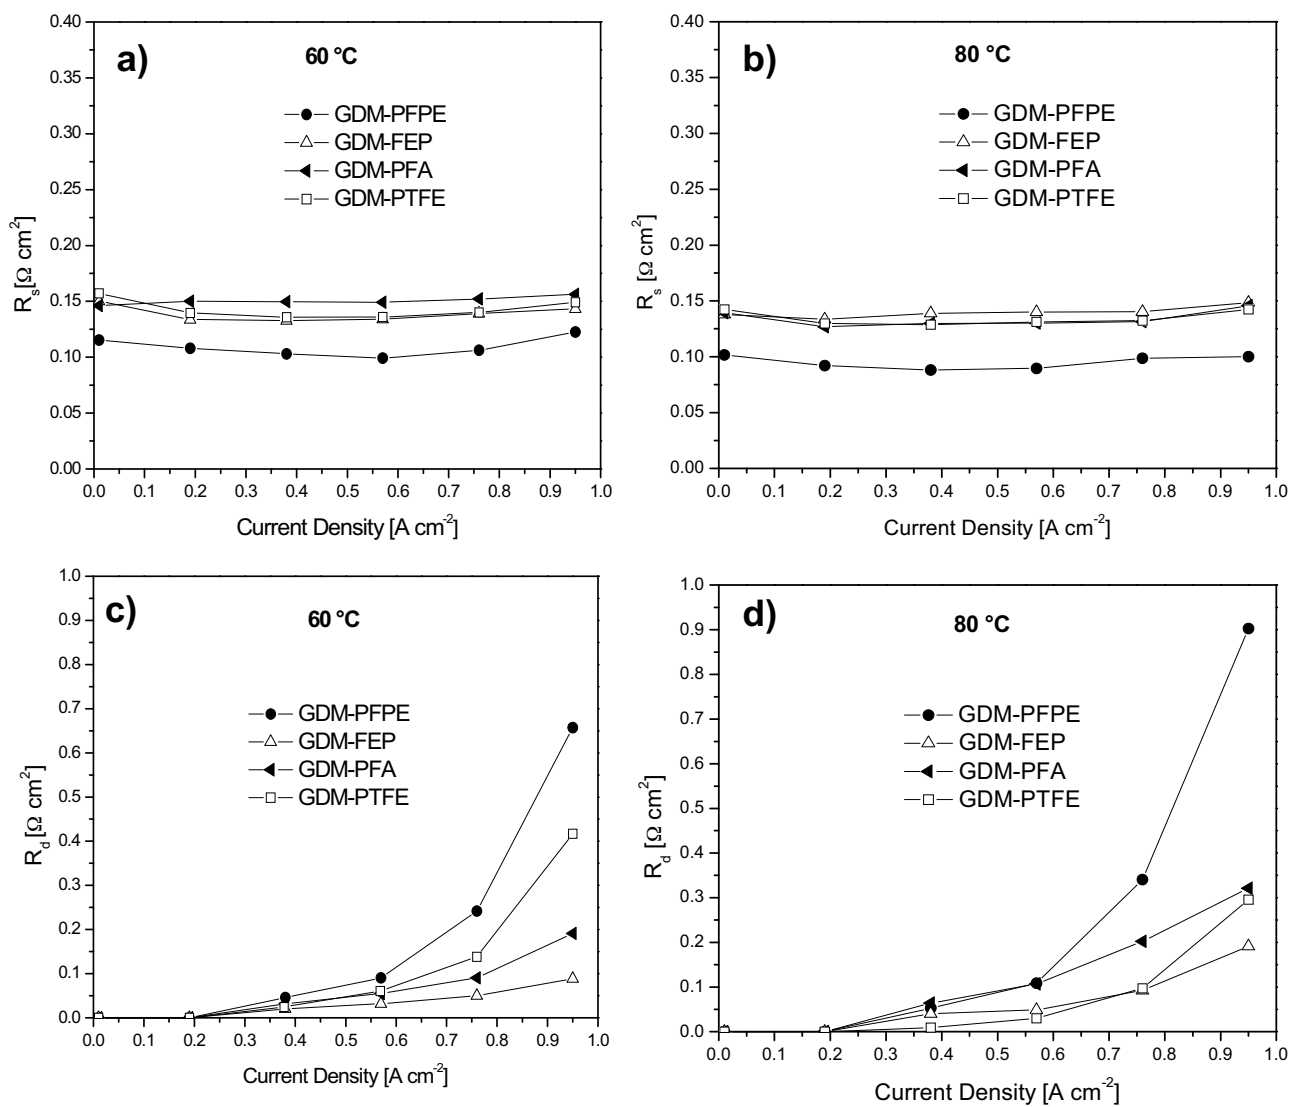 a)
60 °C
GDM-PFPE
GDM-FEP
GDM-PFA
GDM-PTFE
0.40
0.35
0.30
0.25
0.20
0.15
0.10
0.05
0.00
R_s[Ω cm²]
0.0 0.1 0.2 0.3 0.4 0.5 0.6 0.7 0.8 0.9 1.0
Current Density [A cm⁻²]
b)
80 °C
GDM-PFPE
GDM-FEP
GDM-PFA
GDM-PTFE
0.40
0.35
0.30
0.25
0.20
0.15
0.10
0.05
0.00
R_s [Ω cm²]
0.0 0.1 0.2 0.3 0.4 0.5 0.6 0.7 0.8 0.9 1.0
Current Density [A cm⁻²]
c)
60 °C
GDM-PFPE
GDM-FEP
GDM-PFA
GDM-PTFE
1.0
0.9
0.8
0.7
0.6
0.5
0.4
0.3
0.2
0.1
0.0
R_d [Ω cm²]
0.0 0.1 0.2 0.3 0.4 0.5 0.6 0.7 0.8 0.9 1.0
Current Density [A cm⁻²]
d)
80 °C
GDM-PFPE
GDM-FEP
GDM-PFA
GDM-PTFE
1.0
0.9
0.8
0.7
0.6
0.5
0.4
0.3
0.2
0.1
0.0
R_d [Ω cm²]
0.0 0.1 0.2 0.3 0.4 0.5 0.6 0.7 0.8 0.9 1.0
Current Density [A cm⁻²]